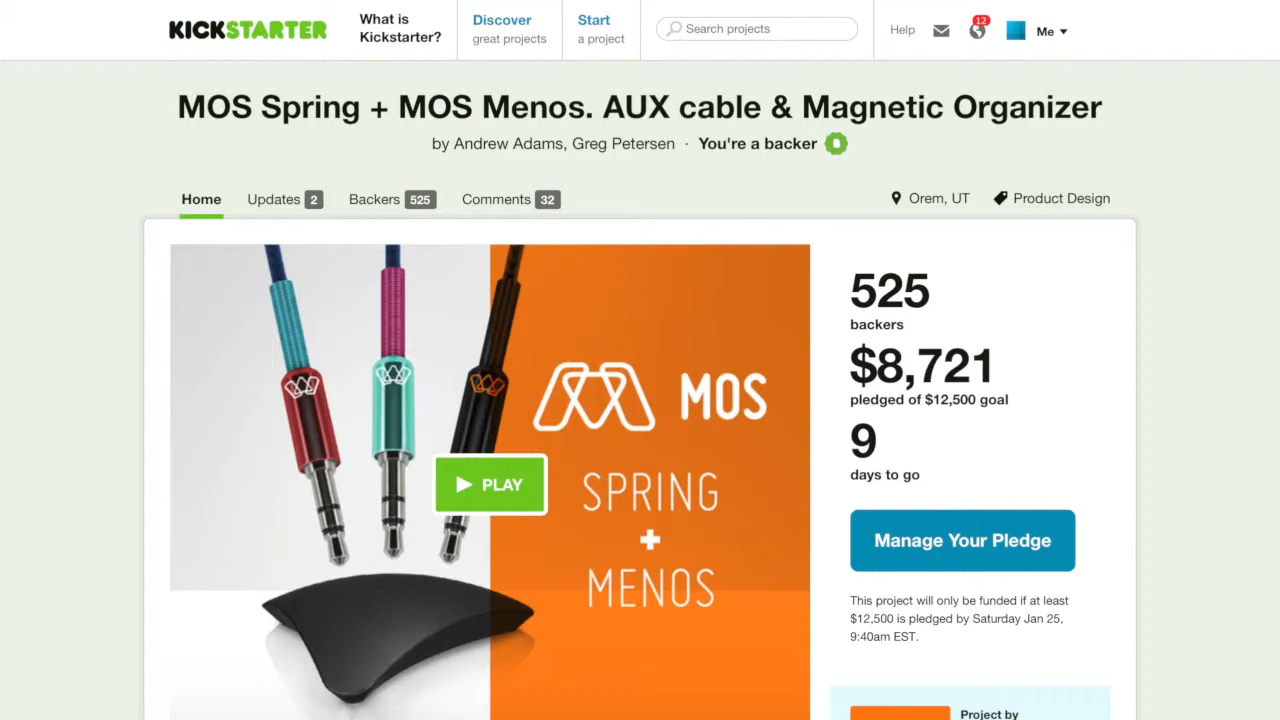 KICKSTARTER
What is
Kickstarter?
Discover
great projects
Start
a project
Search projects
Help
12
Me
MOS Spring + MOS Menos. AUX cable & Magnetic Organizer
by Andrew Adams, Greg Petersen · You're a backer
Home
Updates 2
Backers 525
Comments 32
Orem, UT
Product Design
MOS
SPRING
+
MENOS
PLAY
525
backers
$8,721
pledged of $12,500 goal
9
days to go
Manage Your Pledge
This project will only be funded if at least
$12,500 is pledged by Saturday Jan 25,
9:40am EST.
Project by